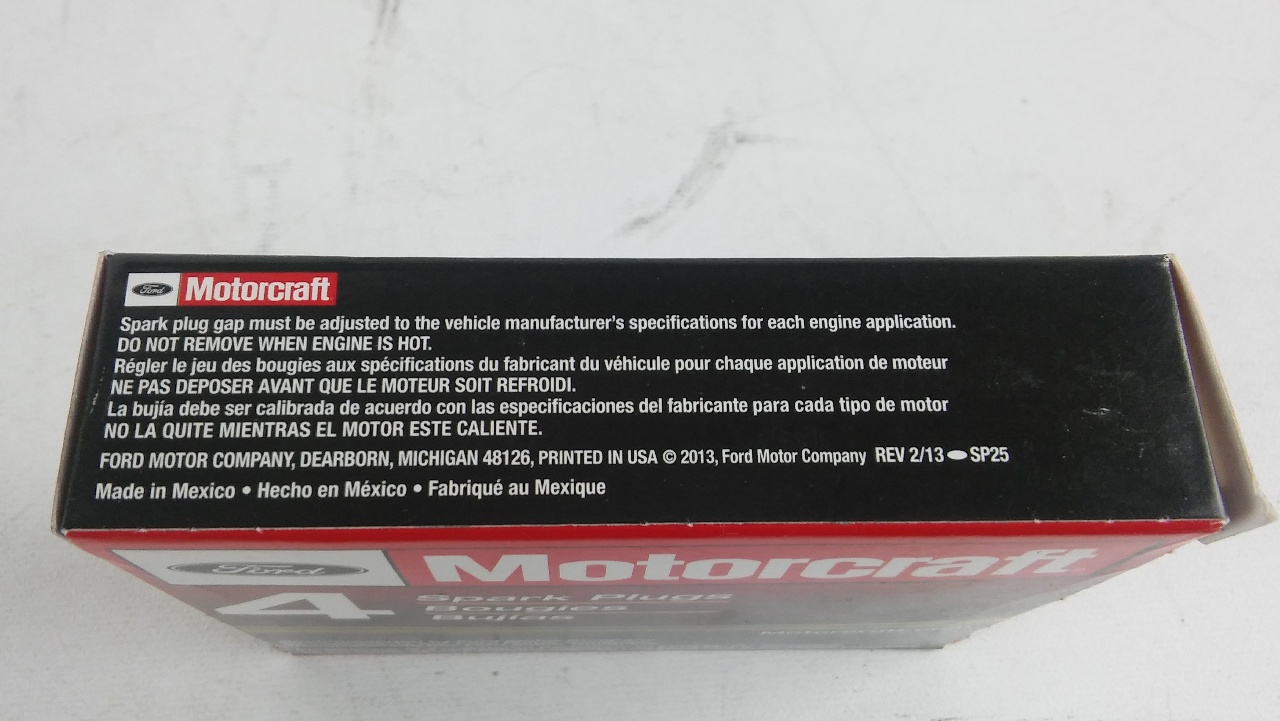 Ford Motorcraft
Spark plug gap must be adjusted to the vehicle manufacturer's specifications for each engine application.
DO NOT REMOVE WHEN ENGINE IS HOT.
Régler le jeu des bougies aux spécifications du fabricant du véhicule pour chaque application de moteur
NE PAS DEPOSER AVANT QUE LE MOTEUR SOIT REFROIDI.
La bujía debe ser calibrada de acuerdo con las especificaciones del fabricante para cada tipo de motor
NO LA QUITE MIENTRAS EL MOTOR ESTE CALIENTE.
FORD MOTOR COMPANY, DEARBORN, MICHIGAN 48126, PRINTED IN USA © 2013, Ford Motor Company REV 2/13 SP25
Made in Mexico • Hecho en México • Fabriqué au Mexique
Ford Motorcraft
4 Spark Plugs
Bougies
Bujías